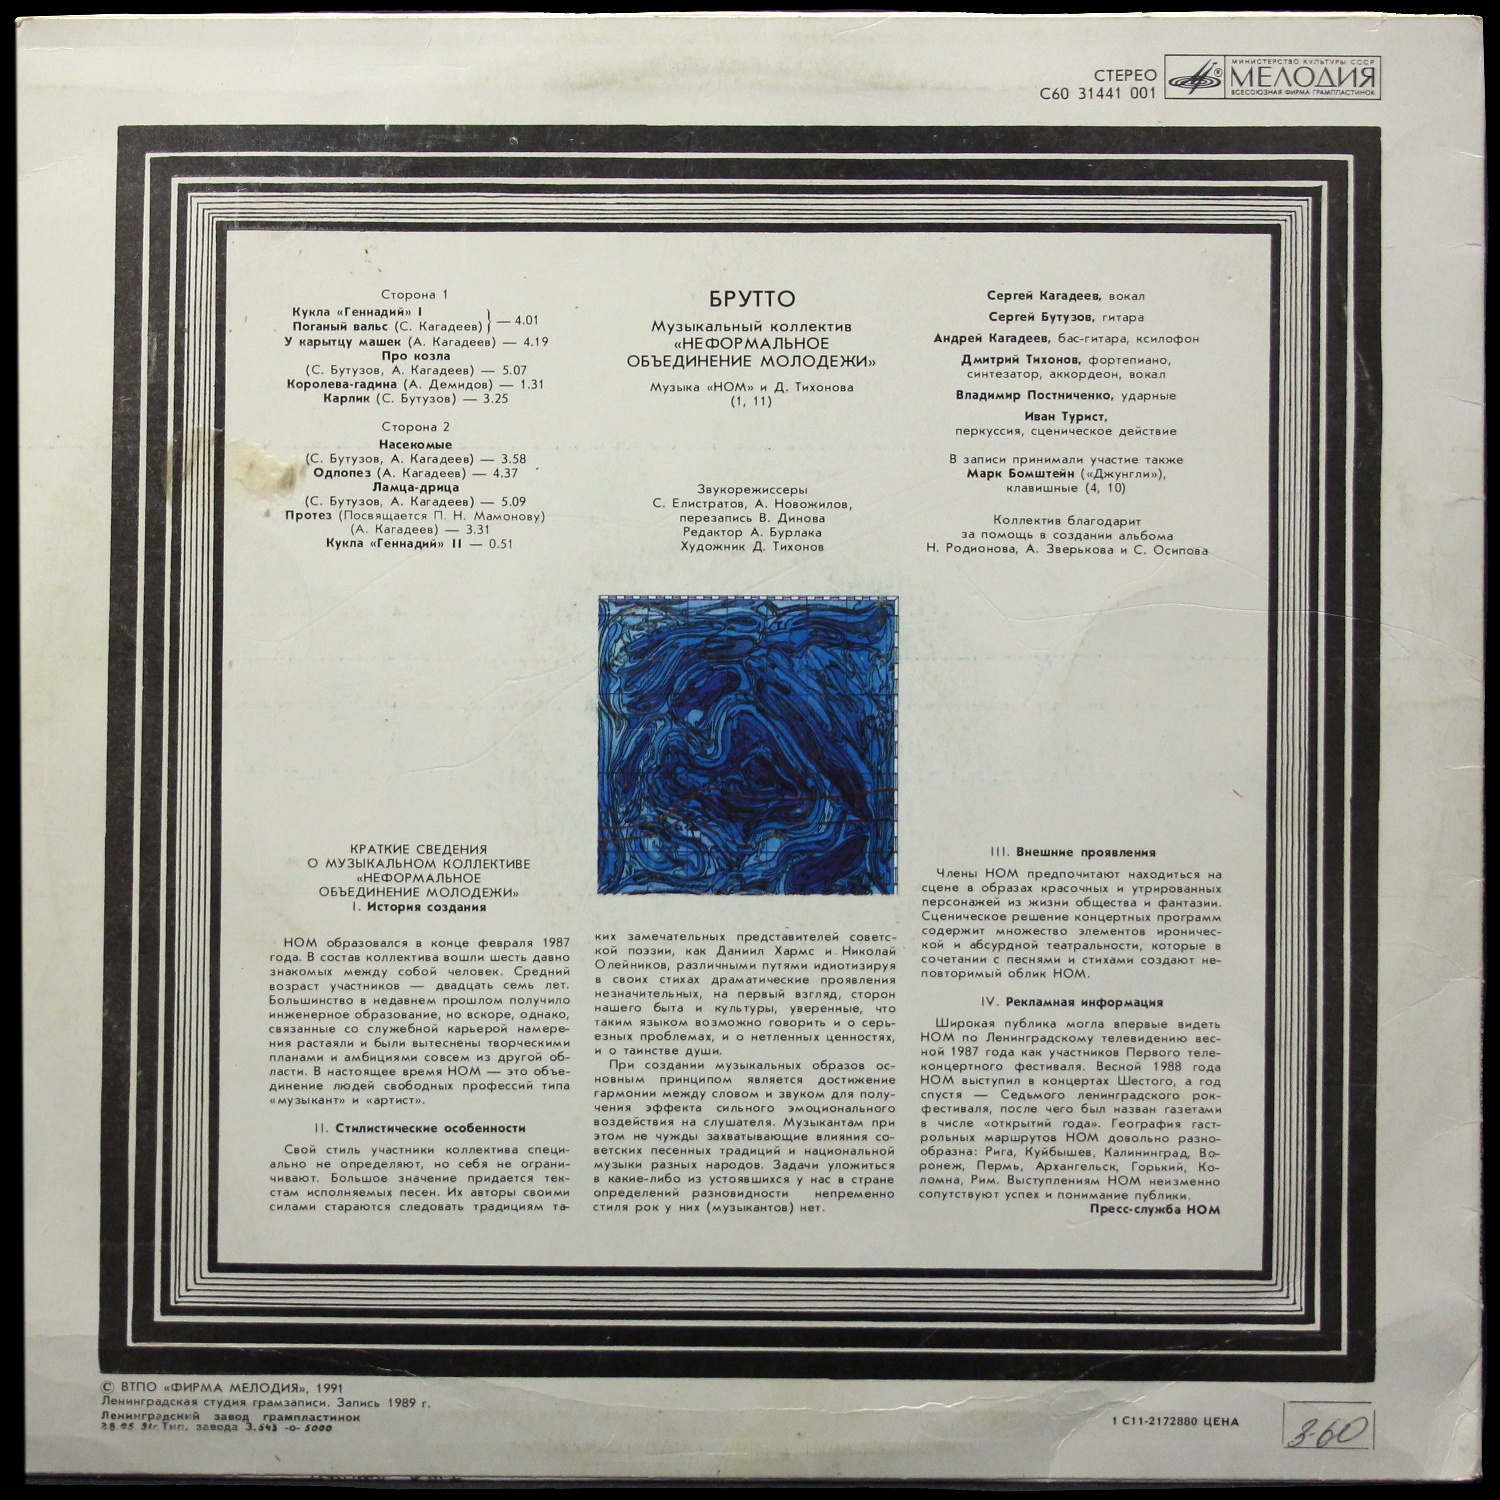 СТЕРЕО
С60 31441 001
МИНИСТЕРСТВО КУЛЬТУРЫ СССР
МЕЛОДИЯ
ВСЕСОЮЗНАЯ ФИРМА ГРАМПЛАСТИНОК
Сторона 1
Кукла «Геннадий» I
Поганый вальс (С. Кагадеев) — 4.01
У карытцу машек (А. Кагадеев) — 4.19
Про козла
(С. Бутузов, А. Кагадеев) — 5.07
Королева-гадина (А. Демидов) — 1.31
Карлик (С. Бутузов) — 3.25
Сторона 2
Насекомые
(С. Бутузов, А. Кагадеев) — 3.58
Одлопез (А. Кагадеев) — 4.37
Ламца-дрица
(С. Бутузов, А. Кагадеев) — 5.09
Протез (Посвящается П. Н. Мамонову)
(А. Кагадеев) — 3.31
Кукла «Геннадий» II — 0.51
БРУТТО
Музыкальный коллектив
«НЕФОРМАЛЬНОЕ
ОБЪЕДИНЕНИЕ МОЛОДЕЖИ»
Музыка «НОМ» и Д. Тихонова
(1, 11)
Звукорежиссеры
С. Елистратов, А. Новожилов,
перезапись В. Динова
Редактор А. Бурлака
Художник Д. Тихонов
Сергей Кагадеев, вокал
Сергей Бутузов, гитара
Андрей Кагадеев, бас-гитара, ксилофон
Дмитрий Тихонов, фортепиано,
синтезатор, аккордеон, вокал
Владимир Постниченко, ударные
Иван Турист,
перкуссия, сценическое действие
В записи принимали участие также
Марк Бомштейн («Джунгли»),
клавишные (4, 10)
Коллектив благодарит
за помощь в создании альбома
Н. Родионова, А. Зверькова и С. Осипова
КРАТКИЕ СВЕДЕНИЯ
О МУЗЫКАЛЬНОМ КОЛЛЕКТИВЕ
«НЕФОРМАЛЬНОЕ
ОБЪЕДИНЕНИЕ МОЛОДЕЖИ»
I. История создания
НОМ образовался в конце февраля 1987
года. В состав коллектива вошли шесть давно
знакомых между собой человек. Средний
возраст участников — двадцать семь лет.
Большинство в недавнем прошлом получило
инженерное образование, но вскоре, однако,
связанные со служебной карьерой намере-
ния растаяли и были вытеснены творческими
планами и амбициями совсем из другой об-
ласти. В настоящее время НОМ — это объе-
динение людей свободных профессий типа
«музыкант» и «артист».
II. Стилистические особенности
Свой стиль участники коллектива специ-
ально не определяют, но себя не ограни-
чивают. Большое значение придается тек-
стам исполняемых песен. Их авторы своими
силами стараются следовать традициям та-
ких замечательных представителей советс-
кой поэзии, как Даниил Хармс и Николай
Олейников, различными путями идиотизируя
в своих стихах драматические проявления
незначительных, на первый взгляд, сторон
нашего быта и культуры, уверенные, что
таким языком возможно говорить и о серь-
езных проблемах, и о нетленных ценностях,
и о таинстве души.
При создании музыкальных образов ос-
новным принципом является достижение
гармонии между словом и звуком для полу-
чения эффекта сильного эмоционального
воздействия на слушателя. Музыкантам при
этом не чужды захватывающие влияния со-
ветских песенных традиций и национальной
музыки разных народов. Задачи уложиться
в какие-либо из устоявшихся у нас в стране
определений разновидности непременно
стиля рок у них (музыкантов) нет.
III. Внешние проявления
Члены НОМ предпочитают находиться на
сцене в образах красочных и утрированных
персонажей из жизни общества и фантазии.
Сценическое решение концертных программ
содержит множество элементов ироничес-
кой и абсурдной театральности, которые в
сочетании с песнями и стихами создают не-
повторимый облик НОМ.
IV. Рекламная информация
Широкая публика могла впервые видеть
НОМ по Ленинградскому телевидению вес-
ной 1987 года как участников Первого теле-
концертного фестиваля. Весной 1988 года
НОМ выступил в концертах Шестого, а год
спустя — Седьмого ленинградского рок-
фестиваля, после чего был назван газетами
в числе «открытий года». География гаст-
рольных маршрутов НОМ довольно разно-
образна: Рига, Куйбышев, Калининград, Во-
ронеж, Пермь, Архангельск, Горький, Ко-
ломна, Рим. Выступлениям НОМ неизменно
сопутствуют успех и понимание публики.
Пресс-служба НОМ
© ВТПО «ФИРМА МЕЛОДИЯ», 1991
Ленинградская студия грамзаписи. Запись 1989 г.
Ленинградский завод грампластинок
28.05 91г. Тип. завода З.543 -0- 5000
1 С11-2172880 ЦЕНА
3-60